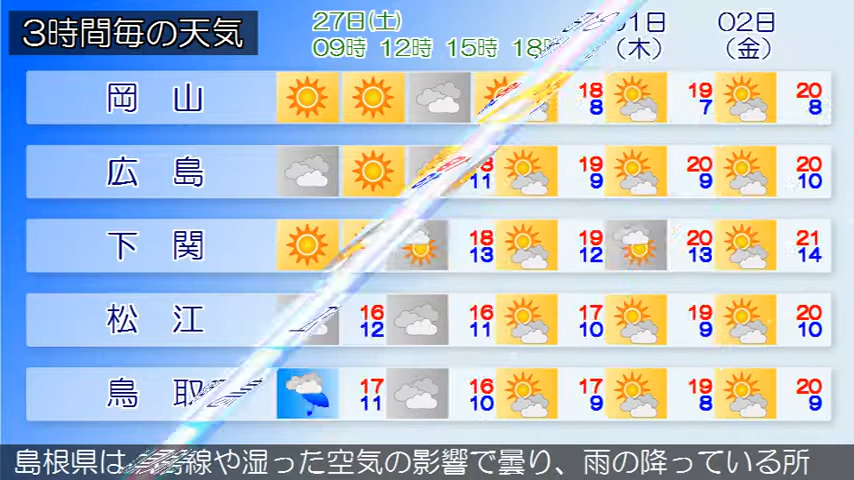 3時間毎の天気
27日(土)
09時 12時 15時 18時
1日 02日
(木) (金)
岡山 18 8 19 7 20 8
広島 11 19 9 20 9 20 10
下関 18 13 19 12 20 13 21 14
松江 16 12 16 11 17 10 19 9 20 10
鳥取 17 11 16 10 17 9 19 8 20 9
島根県は 線や湿った空気の影響で曇り、雨の降っている所